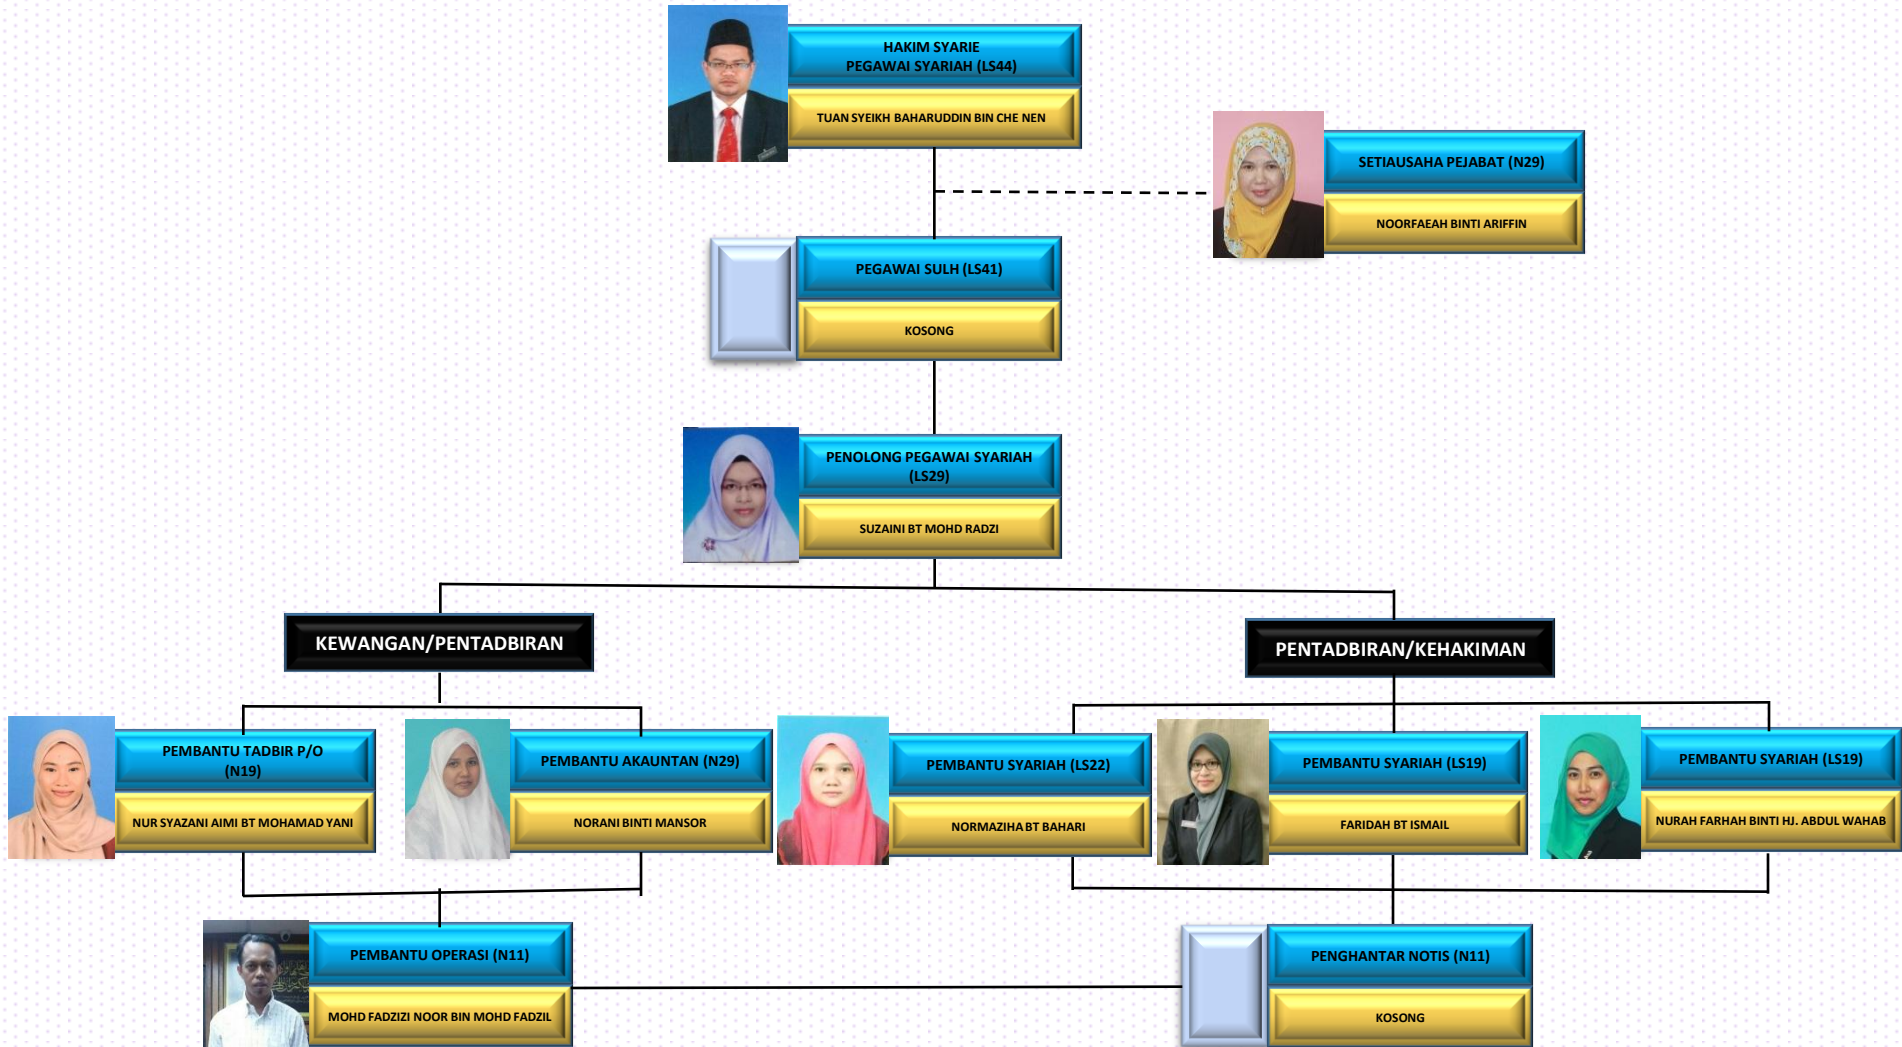 HAKIM SYARIE
PEGAWAI SYARIAH (LS44)
TUAN SYEIKH BAHARUDDIN BIN CHE NEN
SETIAUSAHA PEJABAT (N29)
NOORFAEAH BINTI ARIFFIN
PEGAWAI SULH (LS41)
KOSONG
PENOLONG PEGAWAI SYARIAH
(LS29)
SUZAINI BT MOHD RADZI
KEWANGAN/PENTADBIRAN
PENTADBIRAN/KEHAKIMAN
PEMBANTU TADBIR P/O
(N19)
NUR SYAZANI AIMI BT MOHAMAD YANI
PEMBANTU AKAUNTAN (N29)
NORANI BINTI MANSOR
PEMBANTU SYARIAH (LS22)
NORMAZIHA BT BAHARI
PEMBANTU SYARIAH (LS19)
FARIDAH BT ISMAIL
PEMBANTU SYARIAH (LS19)
NURAH FARHAH BINTI HJ. ABDUL WAHAB
PEMBANTU OPERASI (N11)
MOHD FADZIZI NOOR BIN MOHD FADZIL
PENGHANTAR NOTIS (N11)
KOSONG